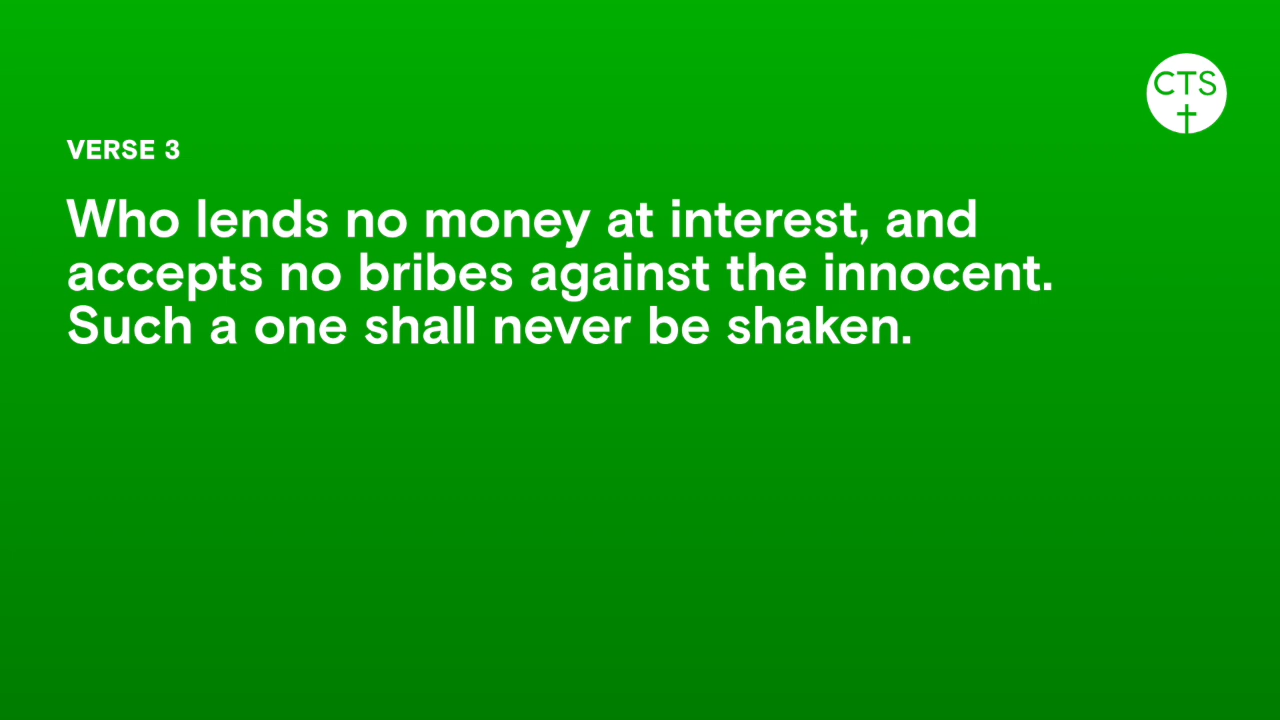 CTS
VERSE 3
Who lends no money at interest, and
accepts no bribes against the innocent.
Such a one shall never be shaken.